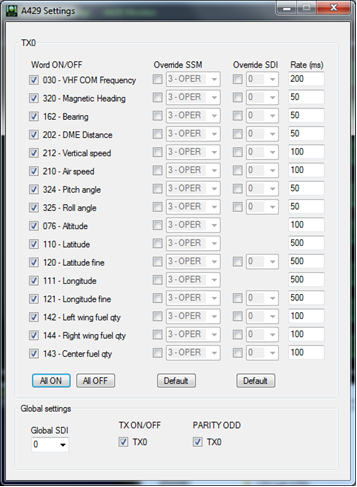 A429 Settings
TX0
Word ON/OFF Override SSM Override SDI Rate (ms)
030 - VHF COM Frequency 3 - OPER 0 200
320 - Magnetic Heading 3 - OPER 0 50
162 - Bearing 3 - OPER 0 50
202 - DME Distance 3 - OPER 0 50
212 - Vertical speed 3 - OPER 0 100
210 - Air speed 3 - OPER 0 100
324 - Pitch angle 3 - OPER 0 50
325 - Roll angle 3 - OPER 0 50
076 - Altitude 3 - OPER 100
110 - Latitude 3 - OPER 500
120 - Latitude fine 3 - OPER 0 500
111 - Longitude 3 - OPER 500
121 - Longitude fine 3 - OPER 0 500
142 - Left wing fuel qty 3 - OPER 0 100
144 - Right wing fuel qty 3 - OPER 0 100
143 - Center fuel qty 3 - OPER 0 100
All ON All OFF Default Default
Global settings
Global SDI TX ON/OFF PARITY ODD
0 TX0 TX0